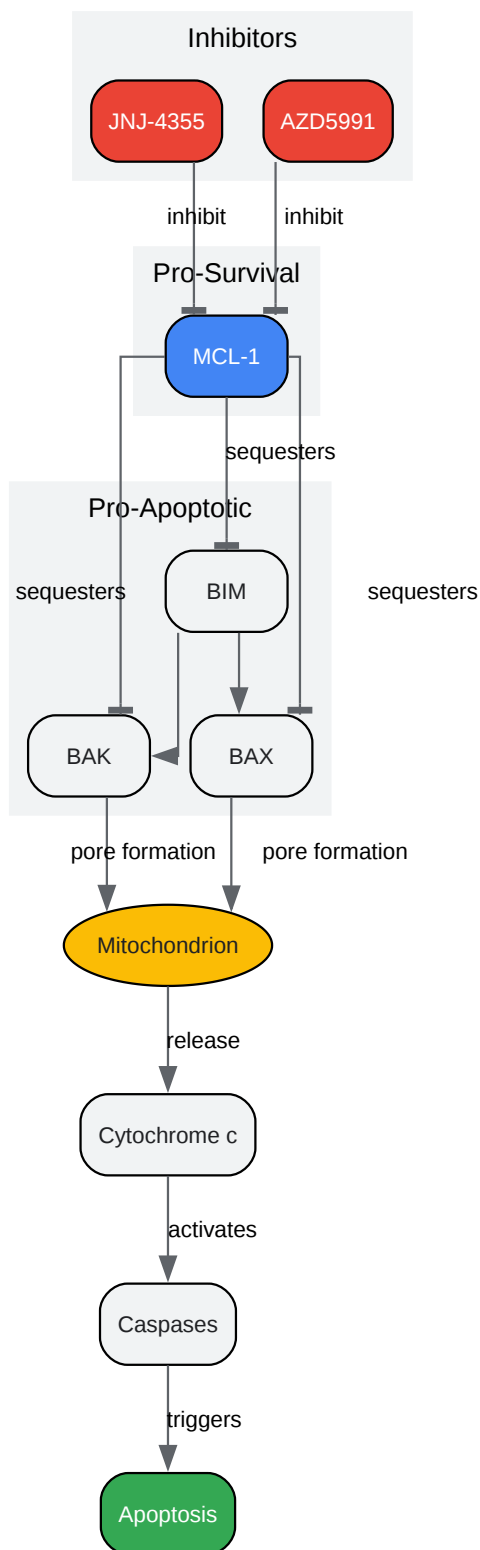 Inhibitors
JNJ-4355
AZD5991
inhibit
inhibit
Pro-Survival
MCL-1
sequesters
Pro-Apoptotic
BIM
sequesters
sequesters
BAK
BAX
pore formation
pore formation
Mitochondrion
release
Cytochrome c
activates
Caspases
triggers
Apoptosis